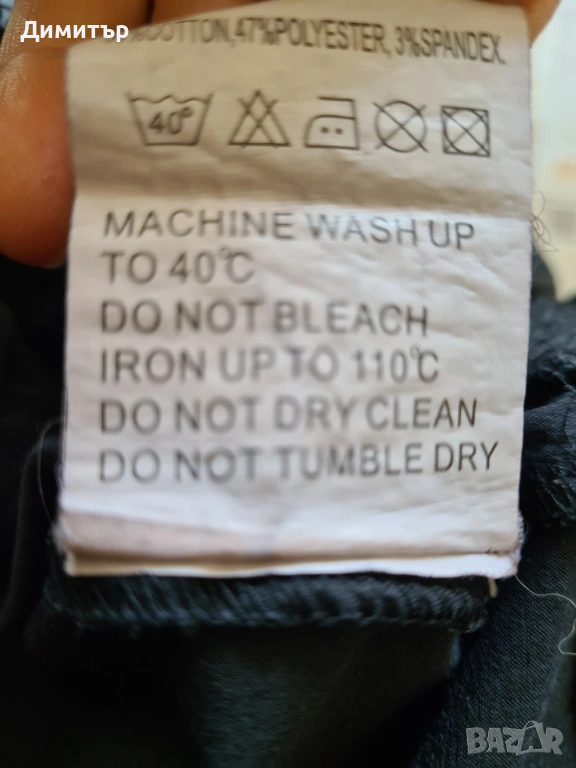 Димитър
COTTON,47%POLYESTER, 3%SPANDEX.
40°
MACHINE WASH UP
TO 40℃
DO NOT BLEACH
IRON UP TO 110℃
DO NOT DRY CLEAN
DO NOT TUMBLE DRY
BAZAR